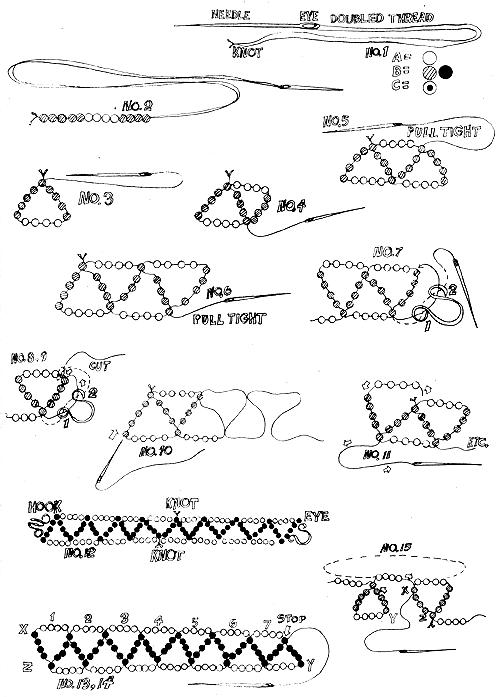 NEEDLE EYE DOUBLED THREAD
KNOT NO.1
A=
B=
C=
NO.2
NO.5
PULL TIGHT
Y
Y
Y
NO.3
NO.4
Y
NO.6
PULL TIGHT
NO.7
2
1
NO.8.9
CUT
2
1
Y
NO.10
Y
NO.11
ETC.
HOOK
KNOT
EYE
NO.12
KNOT
NO.15
X
Y
Z
X 1 2 3 4 5 6 7 STOP
Z Y
NO.13,14